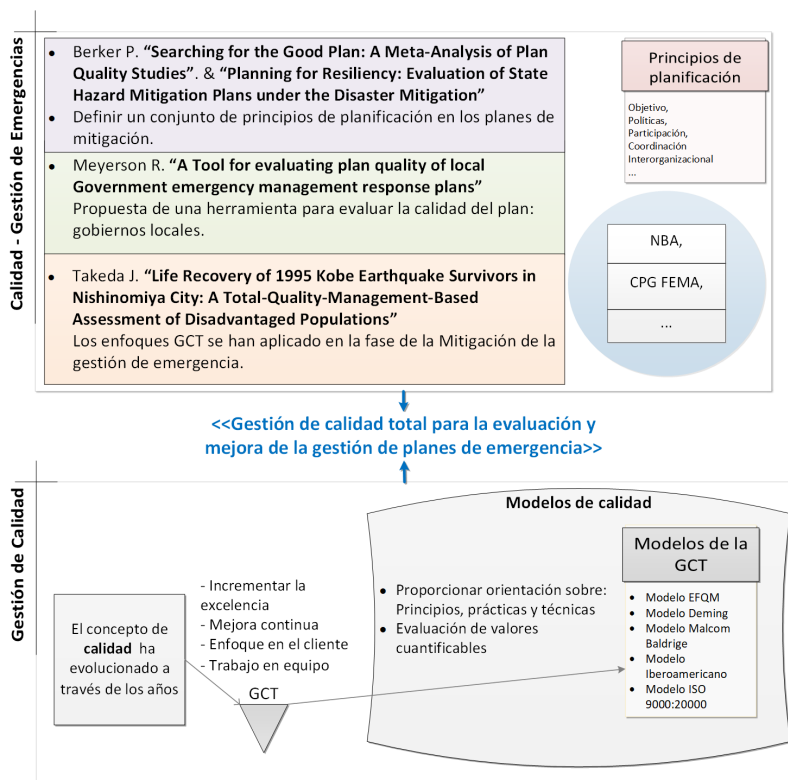 Calidad - Gestión de Emergencias
Berker P. “Searching for the Good Plan: A Meta-Analysis of Plan
Quality Studies”. & “Planning for Resiliency: Evaluation of State
Hazard Mitigation Plans under the Disaster Mitigation”
Definir un conjunto de principios de planificación en los planes de
mitigación.
Meyerson R. “A Tool for evaluating plan quality of local
Government emergency management response plans”
Propuesta de una herramienta para evaluar la calidad del plan:
gobiernos locales.
Takeda J. “Life Recovery of 1995 Kobe Earthquake Survivors in
Nishinomiya City: A Total-Quality-Management-Based
Assessment of Disadvantaged Populations”
Los enfoques GCT se han aplicado en la fase de la Mitigación de la
gestión de emergencia.
Principios de
planificación
Objetivo,
Políticas,
Participación,
Coordinación
Interorganizacional
...
NBA,
CPG FEMA,
...
<<Gestión de calidad total para la evaluación y
mejora de la gestión de planes de emergencia>>
Gestión de Calidad
El concepto de
calidad ha
evolucionado a
través de los años
- Incrementar la
excelencia
- Mejora continua
- Enfoque en el cliente
- Trabajo en equipo
GCT
Modelos de calidad
Proporcionar orientación sobre:
Principios, prácticas y técnicas
Evaluación de valores
cuantificables
Modelos de la
GCT
Modelo EFQM
Modelo Deming
Modelo Malcom
Baldrige
Modelo
Iberoamericano
Modelo ISO
9000:20000